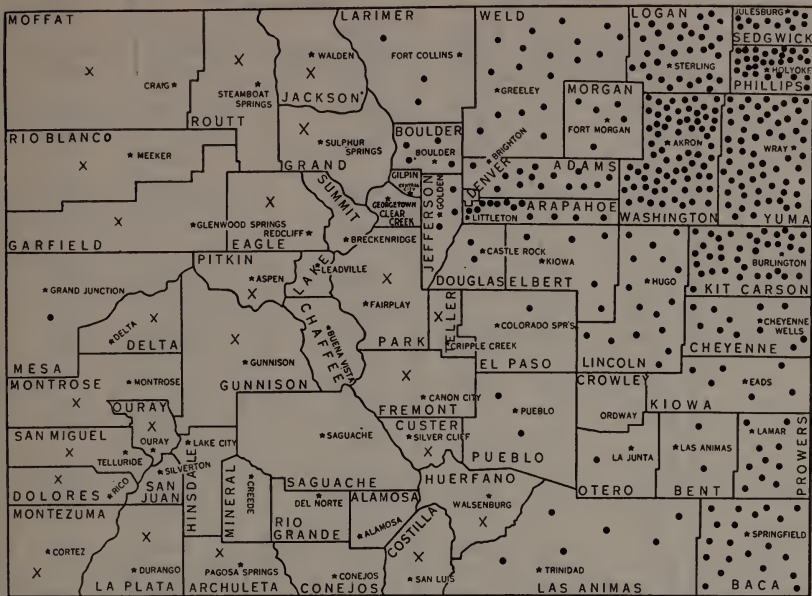 MOFFAT
LARIMER
WELD
LOGAN
JULESBURG
SEDGWICK
WALDEN
FORT COLLINS
STERLING
HOLYOKE
PHILLIPS
CRAIG
STEAMBOAT
SPRINGS
JACKSON
GREELEY
MORGAN
ROUTT
FORT MORGAN
AKRON
WRAY
RIO BLANCO
MEEKER
SULPHUR
SPRINGS
GRAND
BOULDER
BOULDER
BRIGHTON
DENVER
ADAMS
GILPIN
CENTRAL
CITY
GEORGETOWN
CLEAR
CREEK
JEFFERSON
GOLDEN
LITTLETON
ARAPAHOE
WASHINGTON
YUMA
SUMMIT
GLENWOOD SPRINGS
REDCLIFF
GARFIELD
EAGLE
BRECKENRIDGE
CASTLE ROCK
KIOWA
DOUGLAS
ELBERT
HUGO
BURLINGTON
KIT CARSON
PITKIN
ASPEN
LAKE
LEADVILLE
GRAND JUNCTION
FAIRPLAY
PARK
TELLER
CRIPPLE CREEK
COLORADO SPR'S.
EL PASO
LINCOLN
CHEYENNE
WELLS
CHEYENNE
DELTA
DELTA
MESA
CHAFFEE
BUENA VISTA
GUNNISON
GUNNISON
MONTROSE
MONTROSE
CANON CITY
FREMONT
CROWLEY
ORDWAY
EADS
KIOWA
OURAY
OURAY
SAN MIGUEL
TELLURIDE
LAKE CITY
SAGUACHE
CUSTER
SILVER CLIFF
PUEBLO
PUEBLO
LA JUNTA
OTERO
LAS ANIMAS
BENT
LAMAR
PROWERS
DOLORES
RICO
SILVERTON
SAN
JUAN
HINSDALE
MINERAL
CREEDE
SAGUACHE
DEL NORTE
RIO
GRANDE
ALAMOSA
ALAMOSA
HUERFANO
WALSENBURG
MONTEZUMA
CORTEZ
DURANGO
LA PLATA
PAGOSA SPRINGS
ARCHULETA
CONEJOS
CONEJOS
COSTILLA
SAN LUIS
TRINIDAD
LAS ANIMAS
SPRINGFIELD
BACA